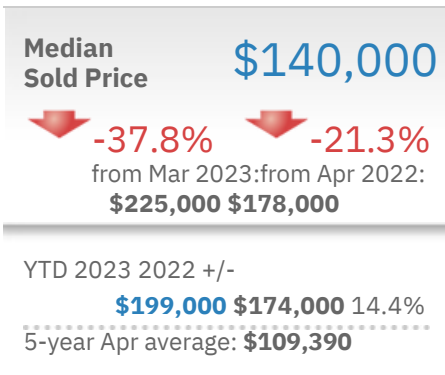 Median
Sold Price
$140,000
-37.8% -21.3%
from Mar 2023:from Apr 2022:
$225,000 $178,000
YTD 2023 2022 +/-
$199,000 $174,000 14.4%
5-year Apr average: $109,390